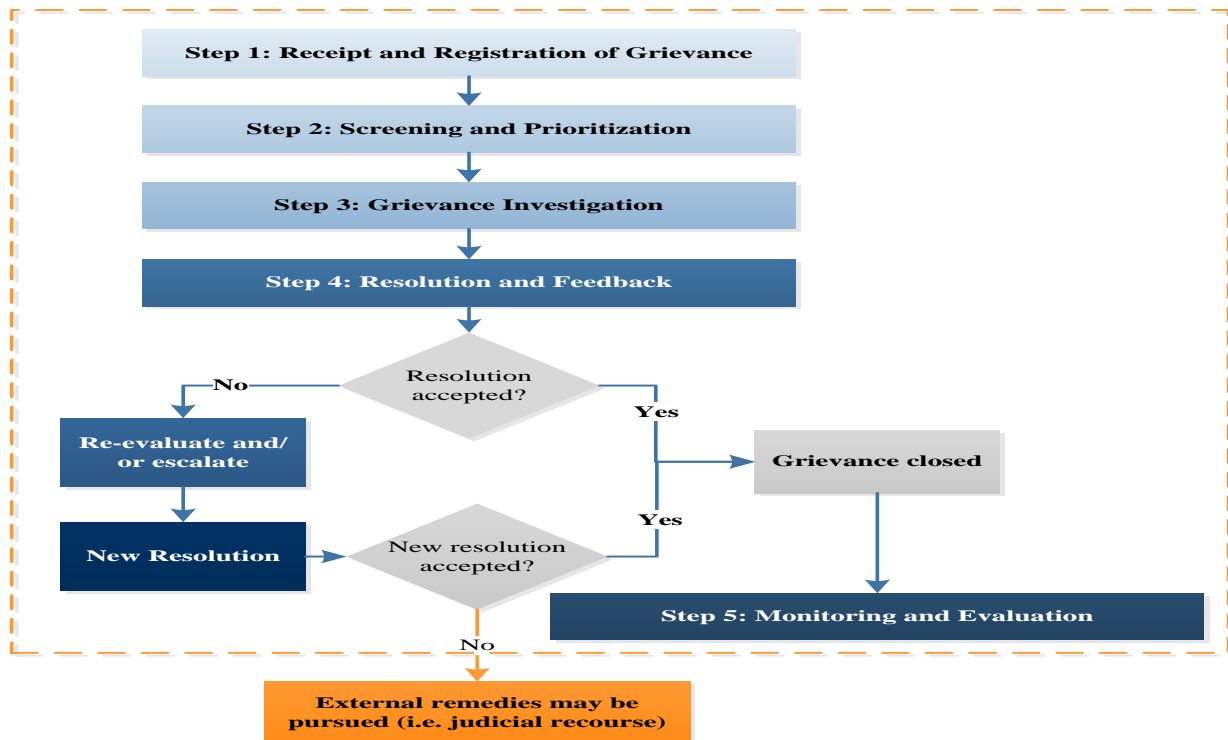 Step 1: Receipt and Registration of Grievance
Step 2: Screening and Prioritization
Step 3: Grievance Investigation
Step 4: Resolution and Feedback
Resolution
accepted?
No
Yes
Re-evaluate and/
or escalate
Grievance closed
New Resolution
New resolution
accepted?
Yes
Step 5: Monitoring and Evaluation
No
External remedies may be
pursued (i.e. judicial recourse)